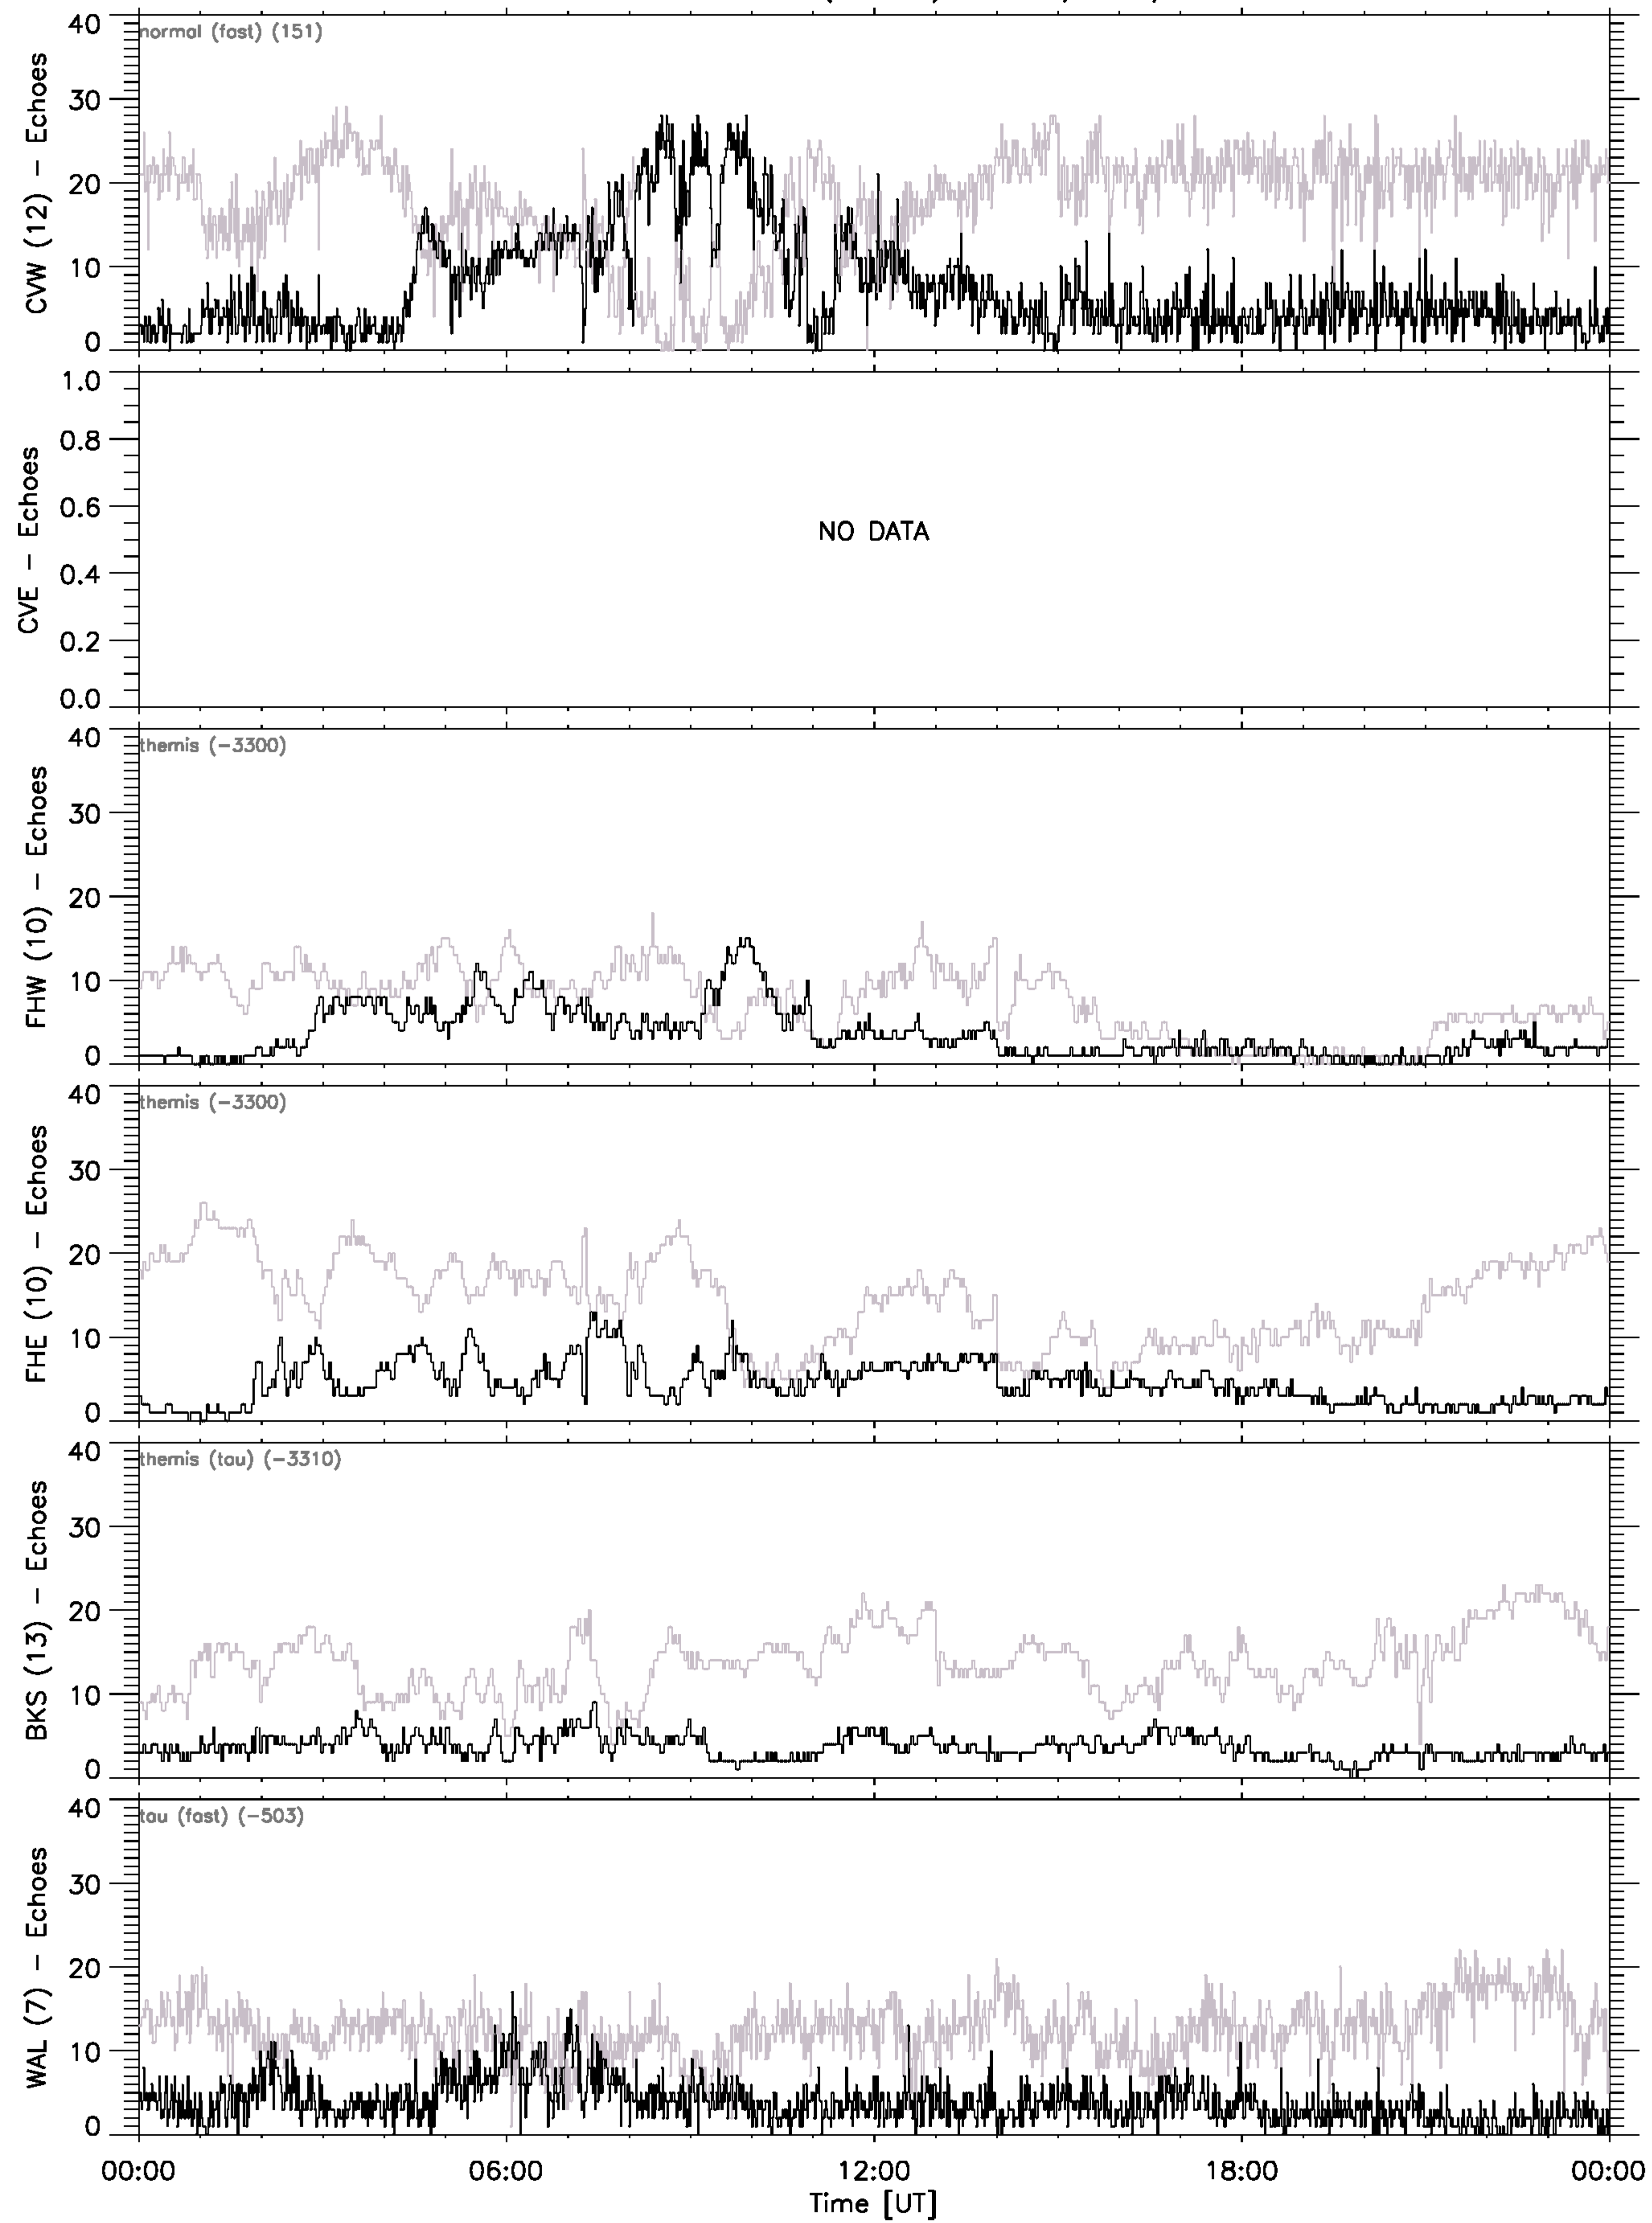 CVW (12) - Echoes
normal (fast) (151)
40
30
20
10
0
CVE - Echoes
1.0
0.8
0.6
0.4
0.2
0.0
NO DATA
FHW (10) - Echoes
themis (-3300)
40
30
20
10
0
FHE (10) - Echoes
themis (-3300)
40
30
20
10
0
BKS (13) - Echoes
themis (tau) (-3310)
40
30
20
10
0
WAL (7) - Echoes
tau (fast) (-503)
40
30
20
10
0
00:00 06:00 12:00 18:00 00:00
Time [UT]